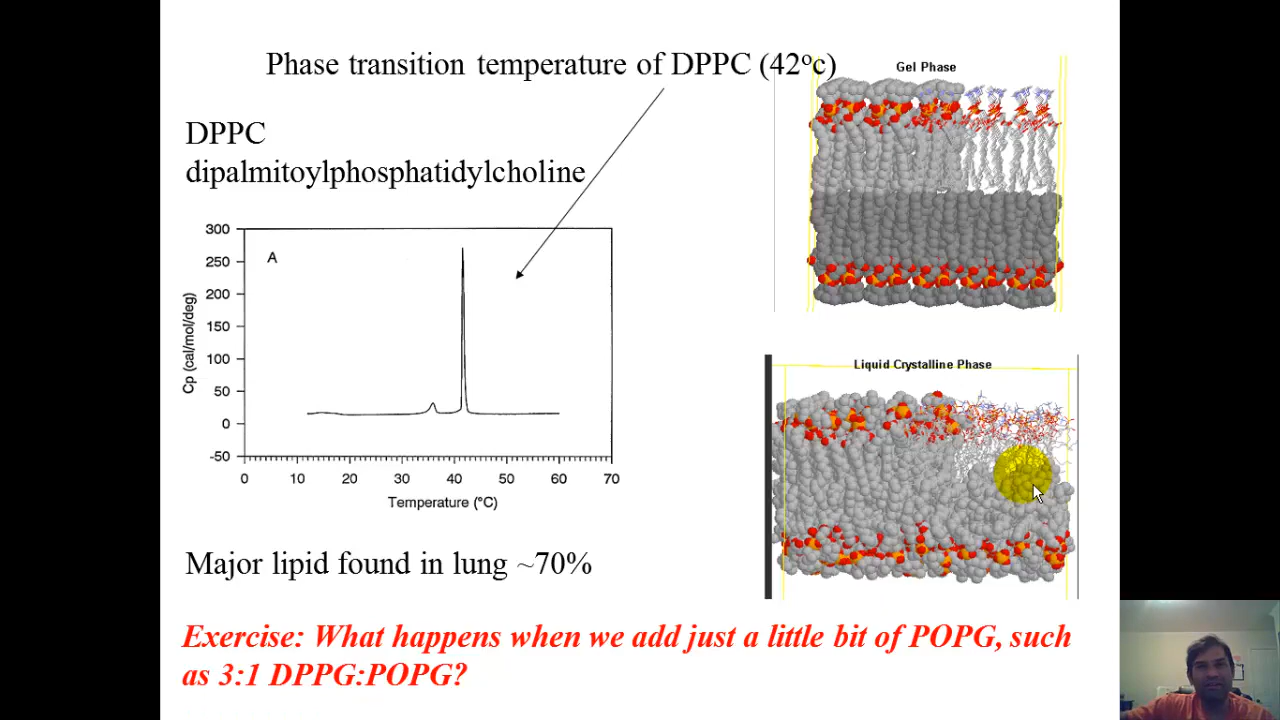 Phase transition temperature of DPPC (42ºc)
Gel Phase
DPPC
dipalmitoylphosphatidylcholine
300
250
200
150
100
50
0
-50
A
Cp (cal/mol/deg)
0 10 20 30 40 50 60 70
Temperature (°C)
Liquid Crystalline Phase
Major lipid found in lung ~70%
Exercise: What happens when we add just a little bit of POPG, such
as 3:1 DPPG:POPG?